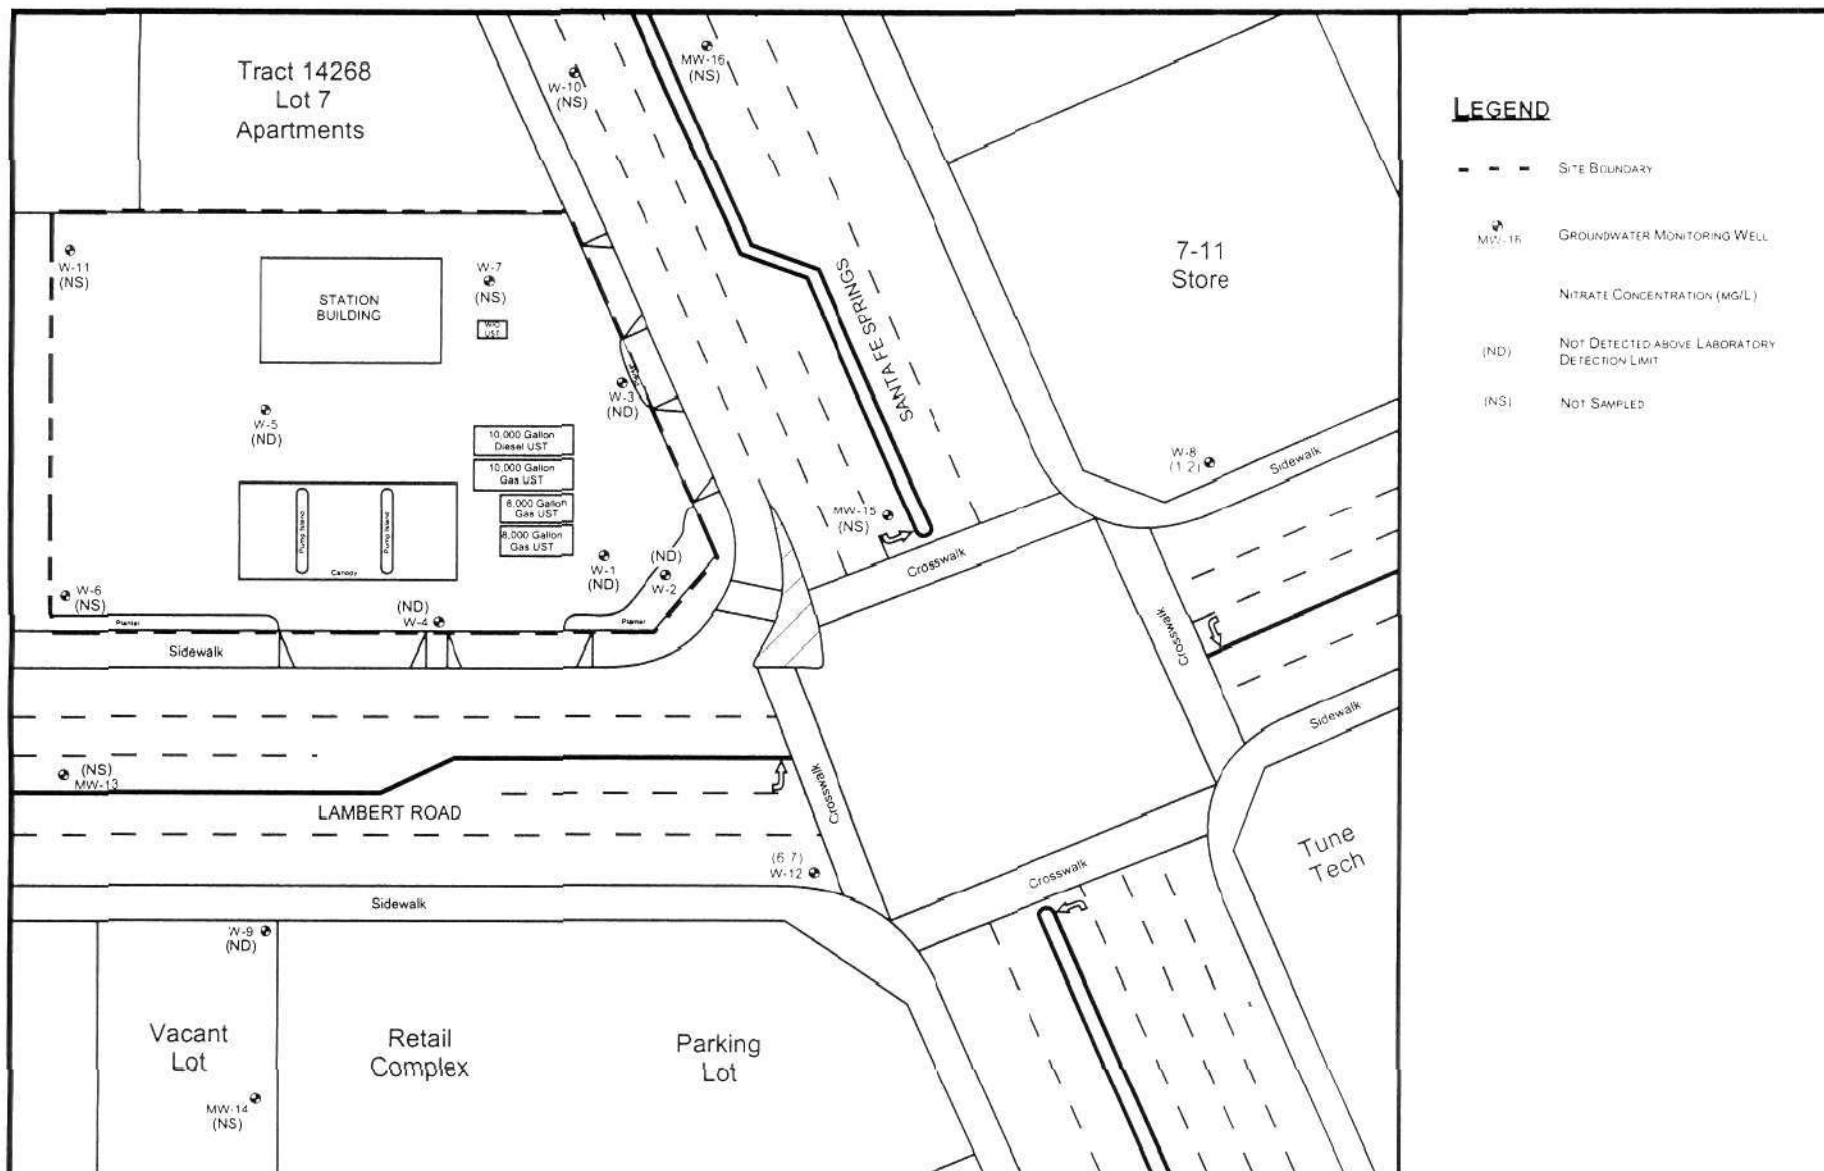 Tract 14268
Lot 7
Apartments
W-10
(NS)
MW-16
(NS)
LEGEND
SITE BOUNDARY
MW-16
GROUNDWATER MONITORING WELL
NITRATE CONCENTRATION (MG/L)
(ND)
NOT DETECTED ABOVE LABORATORY
DETECTION LIMIT
(NS)
NOT SAMPLED
W-11
(NS)
STATION
BUILDING
W-7
(NS)
W/O
UST
SANTA FE SPRINGS
7-11
Store
W-3
(ND)
W-5
(ND)
10,000 Gallon
Diesel UST
10,000 Gallon
Gas UST
8,000 Gallon
Gas UST
8,000 Gallon
Gas UST
Pump Island
Pump Island
Canopy
W-8
(1.2)
Sidewalk
MW-15
(NS)
Crosswalk
W-1
(ND)
(ND)
W-2
W-6
(NS)
(ND)
W-4
Planter
Planter
Sidewalk
Crosswalk
Sidewalk
(NS)
MW-13
LAMBERT ROAD
Crosswalk
(6.7)
W-12
Crosswalk
Tune
Tech
Sidewalk
W-9
(ND)
Vacant
Lot
Retail
Complex
Parking
Lot
MW-14
(NS)